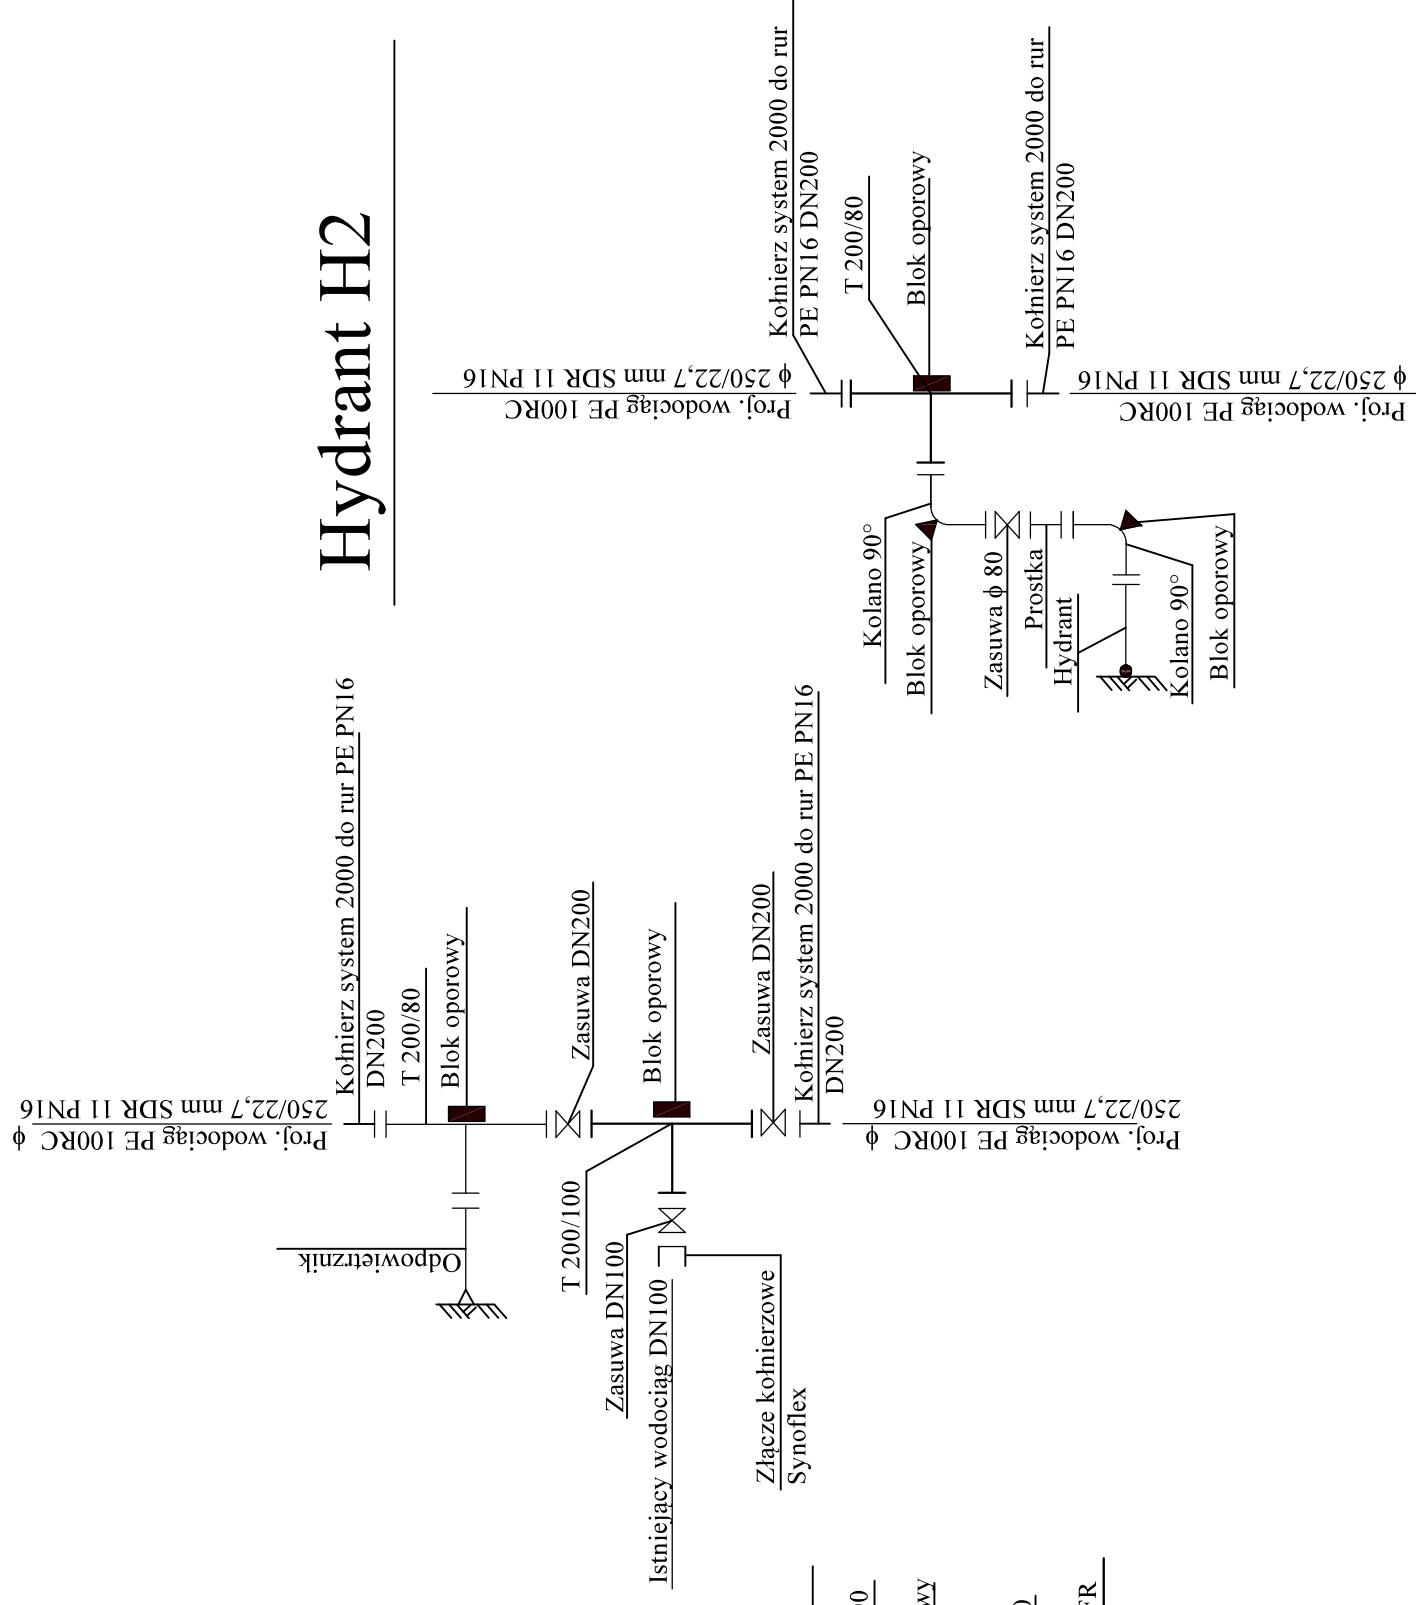 Hydrant H2
Proj. wodociąg PE 100RC
ϕ 250/22,7 mm SDR 11 PN16
Kołnierz system 2000 do rur
PE PN16 DN200
T 200/80
Blok oporowy
Kołnierz system 2000 do rur
PE PN16 DN200
Proj. wodociąg PE 100RC
ϕ 250/22,7 mm SDR 11 PN16
Kolano 90°
Blok oporowy
Zasuwa ϕ 80
Prostka
Hydrant
Kolano 90°
Blok oporowy
Proj. wodociąg PE 100RC ϕ
250/22,7 mm SDR 11 PN16
Kołnierz system 2000 do rur PE PN16
DN200
T 200/80
Blok oporowy
Zasuwa DN200
Blok oporowy
Zasuwa DN200
Kołnierz system 2000 do rur PE PN16
DN200
Proj. wodociąg PE 100RC ϕ
250/22,7 mm SDR 11 PN16
Odpowietrznik
T 200/100
Zasuwa DN100
Istniejący wodociąg DN100
Złącze kołnierzowe
Synoflex